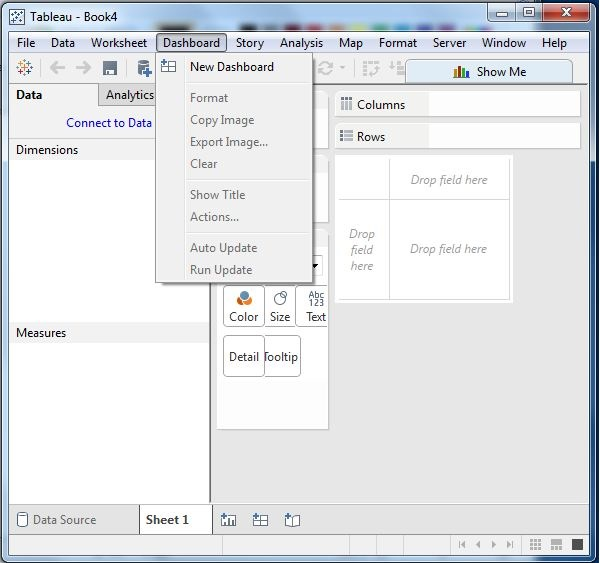 Tableau - Book4
File Data Worksheet Dashboard Story Analysis Map Format Server Window Help
New Dashboard
Format
Copy Image
Export Image...
Clear
Show Title
Actions...
Auto Update
Run Update
Show Me
Data Analytics
Connect to Data
Dimensions
Measures
Columns
Rows
Drop field here
Drop
field
here
Drop field here
Color Size Abc
123
Text
Detail Tooltip
Data Source Sheet 1